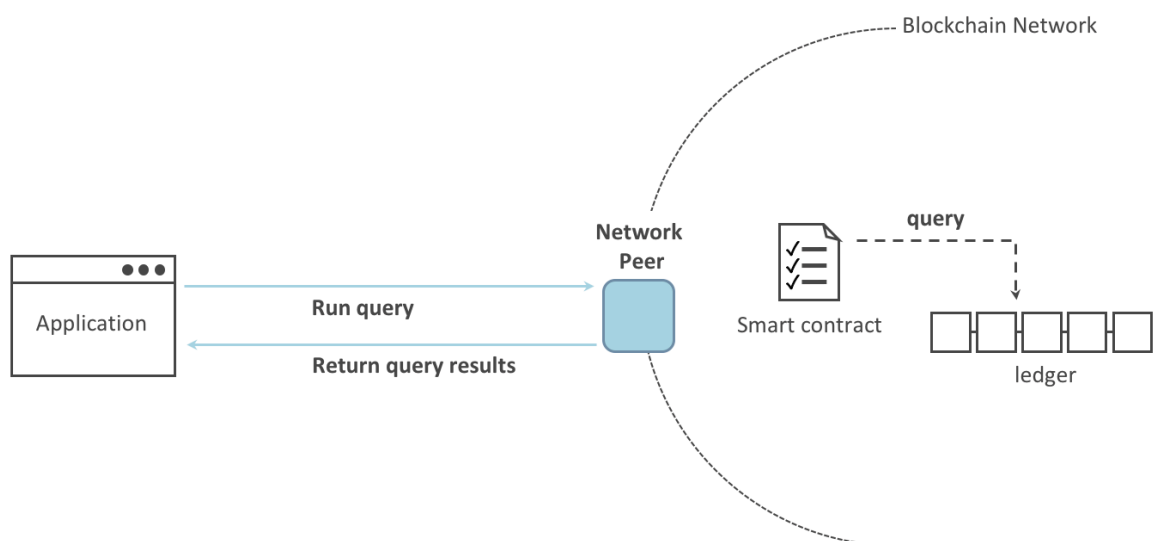 Blockchain Network
query
Network
Peer
Application
Run query
Smart contract
Return query results
ledger